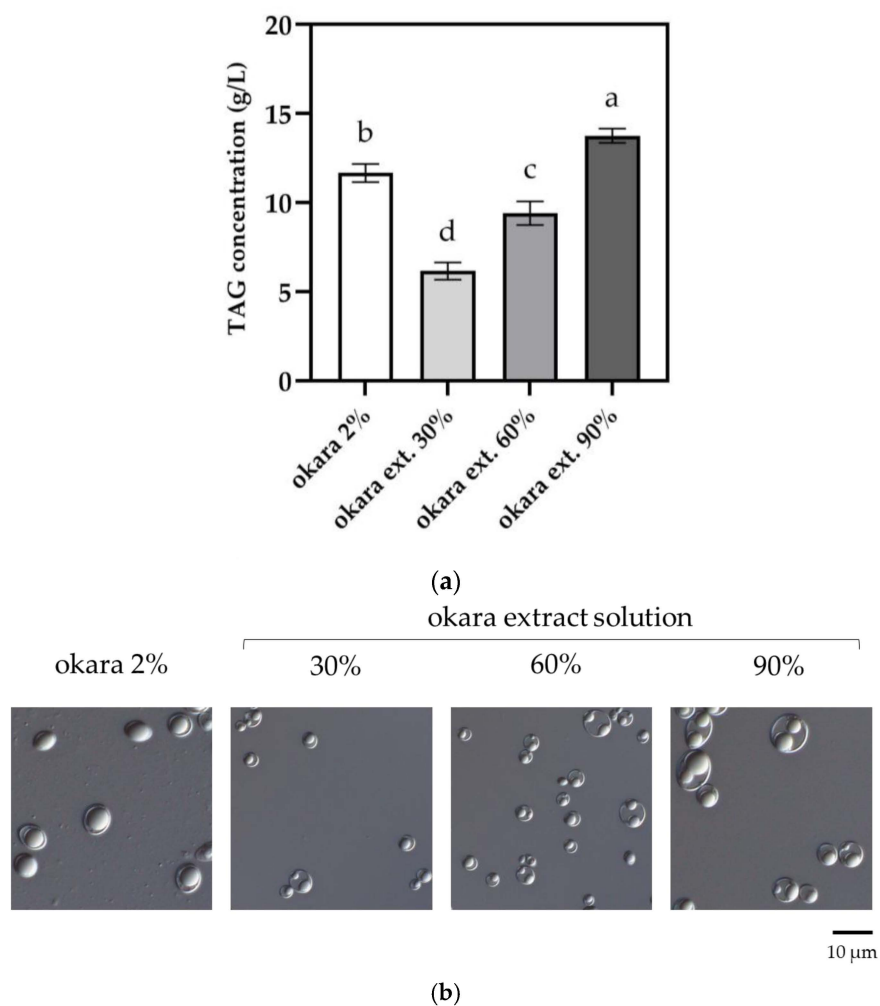 20
15
10
5
0
TAG concentration (g/L)
b
d
c
a
okara 2%
okara ext. 30%
okara ext. 60%
okara ext. 90%
(a)
okara extract solution
okara 2%
30%
60%
90%
10 μm
(b)